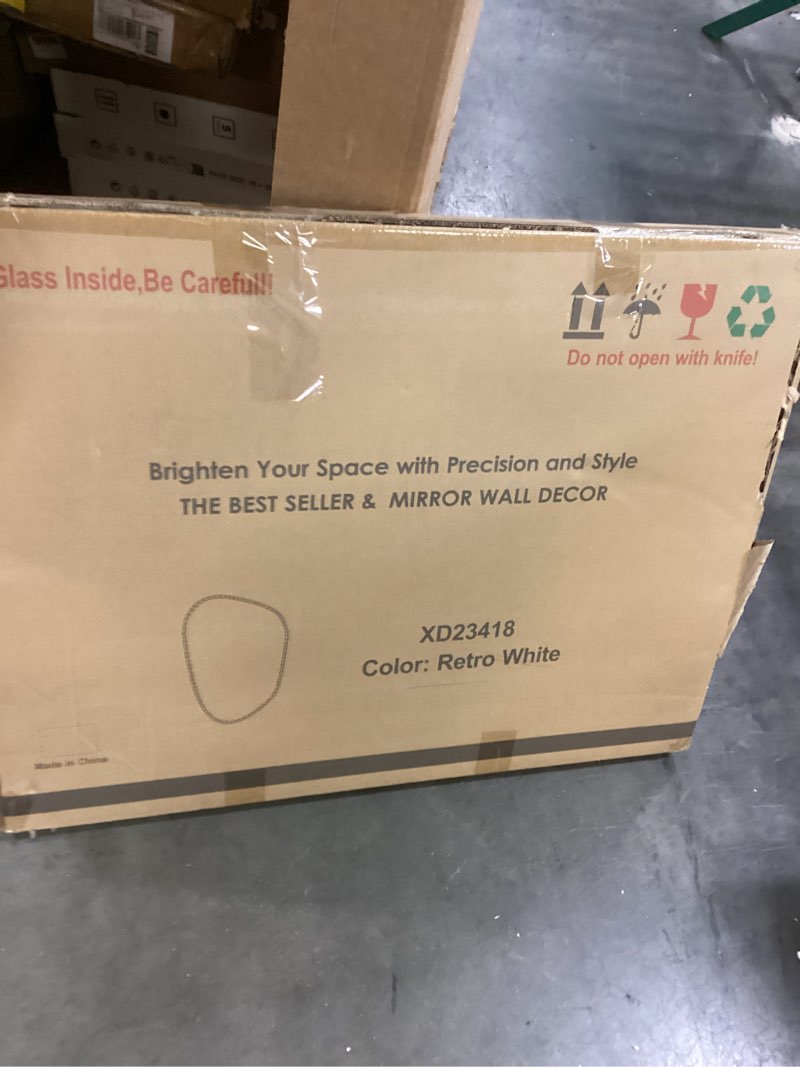 Glass Inside,Be Careful!!
Do not open with knife!
Brighten Your Space with Precision and Style
THE BEST SELLER & MIRROR WALL DECOR
XD23418
Color: Retro White
Made in China